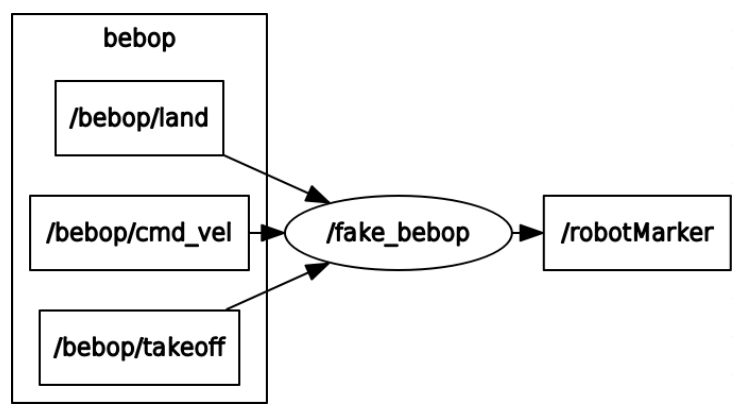 bebop
/bebop/land
/bebop/cmd_vel
/fake_bebop
/robotMarker
/bebop/takeoff